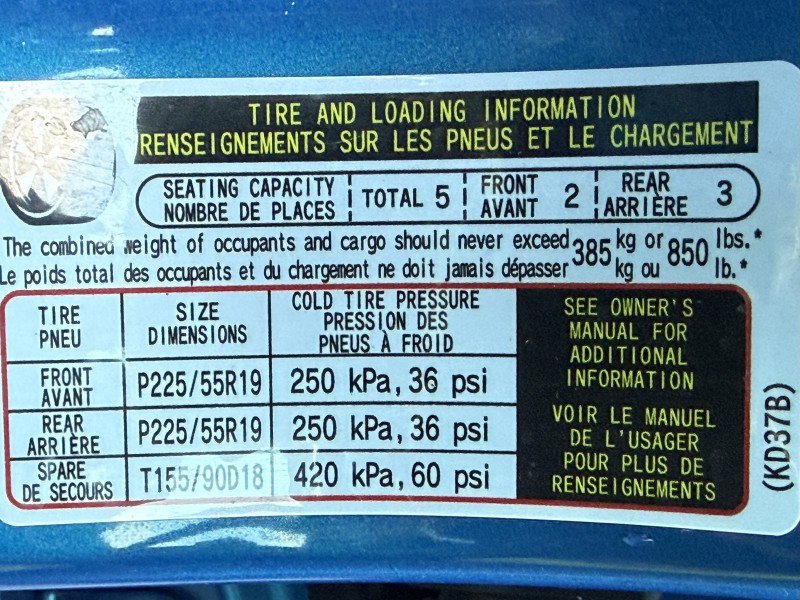 TIRE AND LOADING INFORMATION
RENSEIGNEMENTS SUR LES PNEUS ET LE CHARGEMENT
SEATING CAPACITY TOTAL 5 FRONT 2 REAR 3
NOMBRE DE PLACES AVANT ARRIÈRE
The combined weight of occupants and cargo should never exceed 385 kg or 850 lbs.*
Le poids total des occupants et du chargement ne doit jamais dépasser kg ou lb.*
TIRE
PNEU
SIZE
DIMENSIONS
COLD TIRE PRESSURE
PRESSION DES
PNEUS À FROID
FRONT
AVANT
P225/55R19
250 kPa, 36 psi
REAR
ARRIÈRE
P225/55R19
250 kPa, 36 psi
SPARE
DE SECOURS
T155/90D18
420 kPa, 60 psi
SEE OWNER'S
MANUAL FOR
ADDITIONAL
INFORMATION
VOIR LE MANUEL
DE L'USAGER
POUR PLUS DE
RENSEIGNEMENTS
(KD37B)